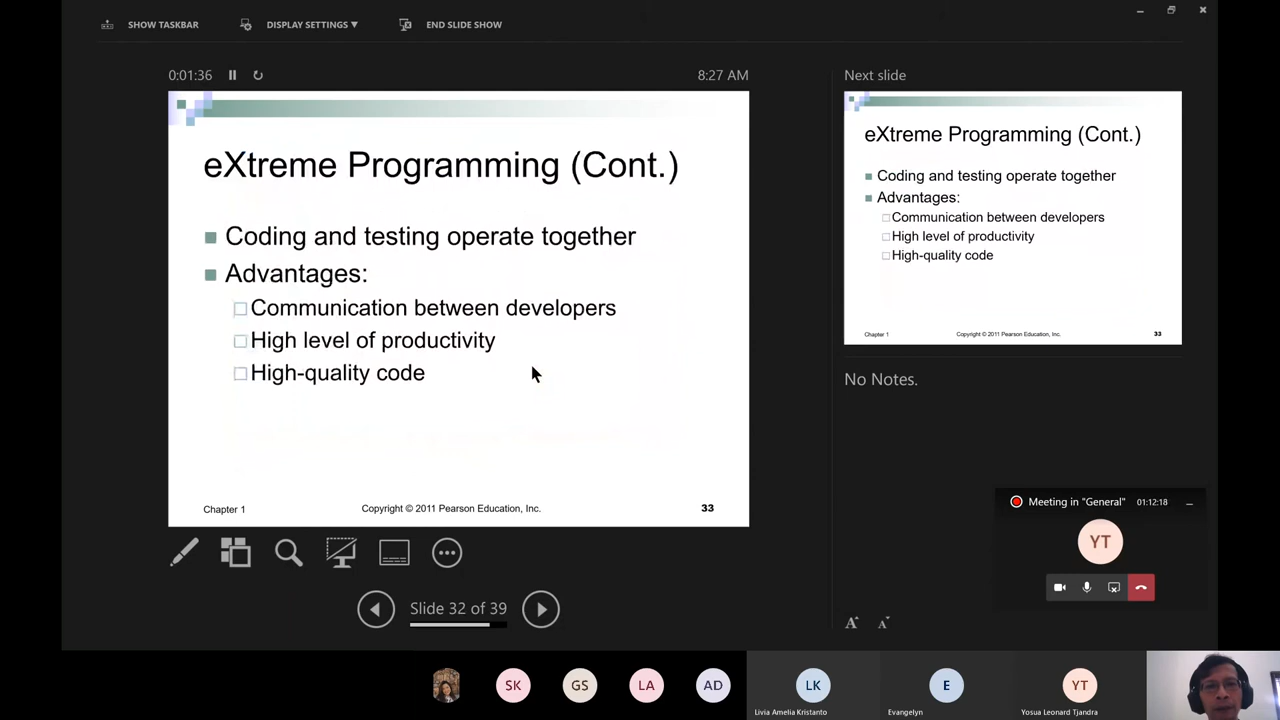 SHOW TASKBAR
DISPLAY SETTINGS ▼
END SLIDE SHOW
0:01:36
8:27 AM
eXtreme Programming (Cont.)
Coding and testing operate together
Advantages:
Communication between developers
High level of productivity
High-quality code
Chapter 1
Copyright © 2011 Pearson Education, Inc.
33
Slide 32 of 39
Next slide
eXtreme Programming (Cont.)
Coding and testing operate together
Advantages:
Communication between developers
High level of productivity
High-quality code
Chapter 1
Copyright © 2011 Pearson Education, Inc.
33
No Notes.
Meeting in "General"
01:12:18
YT
A A
SK
GS
LA
AD
LK
Livia Amelia Kristanto
E
Evangelyn
YT
Yosua Leonard Tjandra